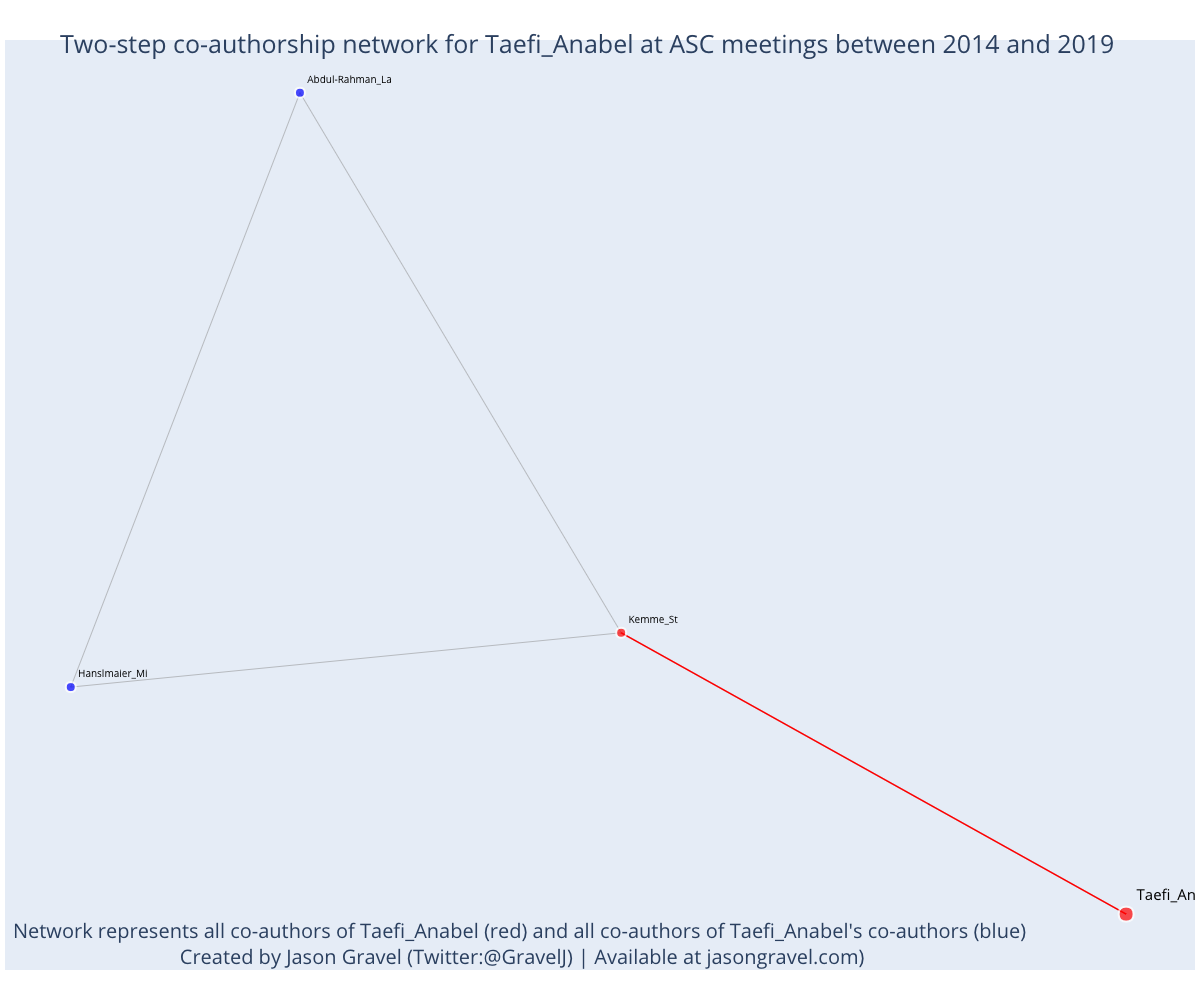 Two-step co-authorship network for Taefi_Anabel at ASC meetings between 2014 and 2019
Abdul-Rahman_La
Kemme_St
Hanslmaier_Mi
Taefi_An
Network represents all co-authors of Taefi_Anabel (red) and all co-authors of Taefi_Anabel's co-authors (blue)
Created by Jason Gravel (Twitter:@GravelJ) | Available at jasongravel.com)